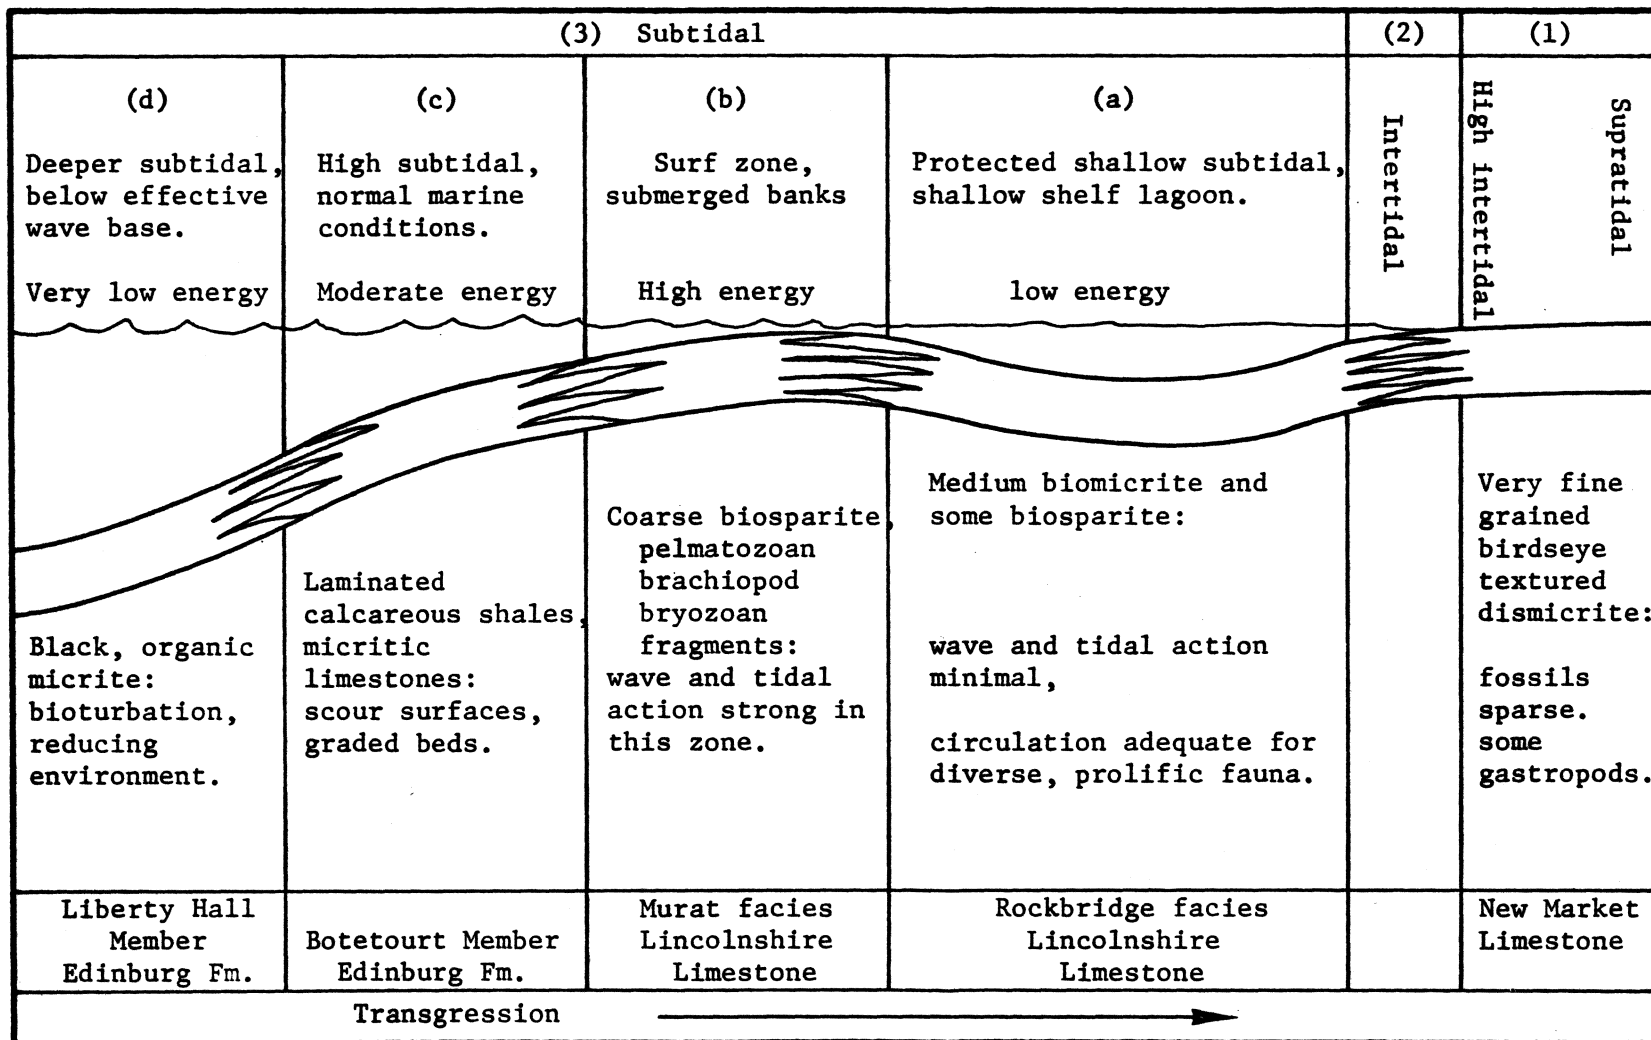 (3) Subtidal
(2)
(1)
(d)
Deeper subtidal,
below effective
wave base.
Very low energy
(c)
High subtidal,
normal marine
conditions.
Moderate energy
(b)
Surf zone,
submerged banks
High energy
(a)
Protected shallow subtidal,
shallow shelf lagoon.
low energy
Intertidal
High intertidal
Supratidal
Black, organic
micrite:
bioturbation,
reducing
environment.
Laminated
calcareous shales,
micritic
limestones:
scour surfaces,
graded beds.
Coarse biosparite,
pelmatozoan
brachiopod
bryozoan
fragments:
wave and tidal
action strong in
this zone.
Medium biomicrite and
some biosparite:
wave and tidal action
minimal,
circulation adequate for
diverse, prolific fauna.
Very fine
grained
birdseye
textured
dismicrite:
fossils
sparse.
some
gastropods.
Liberty Hall
Member
Edinburg Fm.
Botetourt Member
Edinburg Fm.
Murat facies
Lincolnshire
Limestone
Rockbridge facies
Lincolnshire
Limestone
New Market
Limestone
Transgression